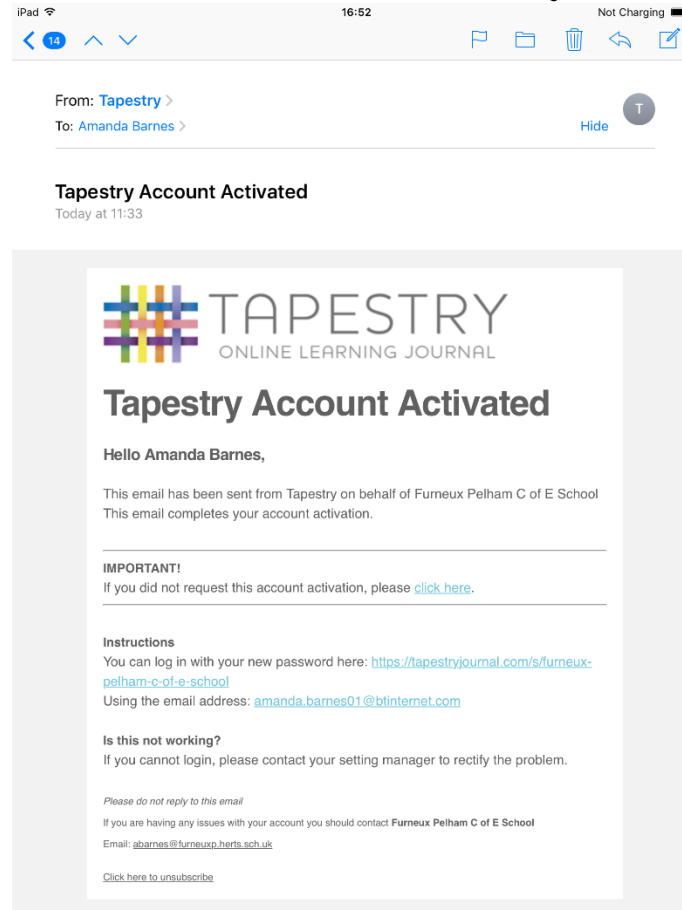 iPad 16:52 Not Charging
14
From: Tapestry
To: Amanda Barnes Hide
T
Tapestry Account Activated
Today at 11:33
TAPESTRY
ONLINE LEARNING JOURNAL
Tapestry Account Activated
Hello Amanda Barnes,
This email has been sent from Tapestry on behalf of Furneux Pelham C of E School
This email completes your account activation.
IMPORTANT!
If you did not request this account activation, please click here.
Instructions
You can log in with your new password here: https://tapestryjournal.com/s/furneux-
pelham-c-of-e-school
Using the email address: amanda.barnes01@btinternet.com
Is this not working?
If you cannot login, please contact your setting manager to rectify the problem.
Please do not reply to this email
If you are having any issues with your account you should contact Furneux Pelham C of E School
Email: abarnes@furneuxp.herts.sch.uk
Click here to unsubscribe